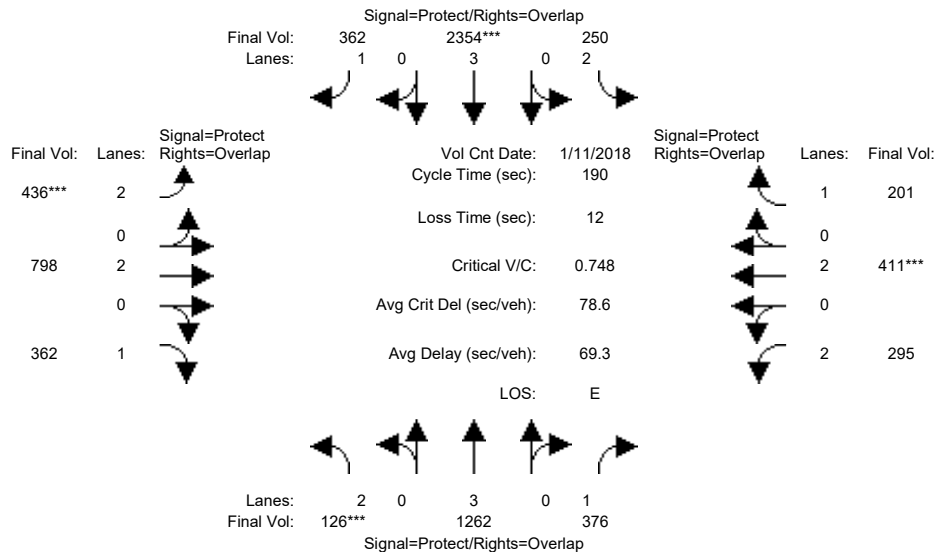 Signal=Protect/Rights=Overlap
Final Vol: 362 2354*** 250
Lanes: 1 0 3 0 2
Signal=Protect Signal=Protect
Final Vol: Lanes: Rights=Overlap Vol Cnt Date: 1/11/2018 Rights=Overlap Lanes: Final Vol:
Cycle Time (sec): 190
436*** 2 1 201
Loss Time (sec): 12
0 0
798 2 Critical V/C: 0.748 2 411***
0 Avg Crit Del (sec/veh): 78.6 0
362 1 Avg Delay (sec/veh): 69.3 2 295
LOS: E
Lanes: 2 0 3 0 1
Final Vol: 126*** 1262 376
Signal=Protect/Rights=Overlap